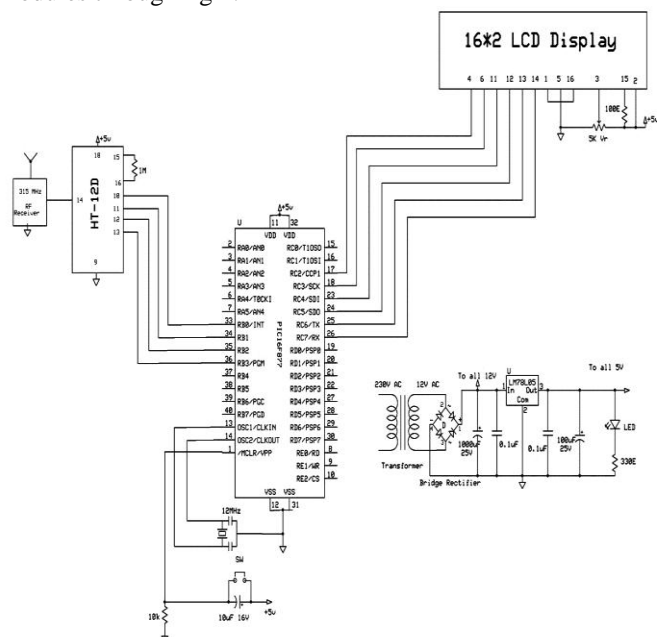 16*2 LCD Display
4 6 11 12 13 14 1 5 16 3 15 2
100E
+5v
5K Vr
+5v
18
15
1M
16
315 MHz
RF
Receiver
14
HT-12D
10
11
12
13
9
+5v
U
11 32
VDD VDD
2 RA0/AN0
3 RA1/AN1
4 RA2/AN2
5 RA3/AN3
6 RA4/T0CKI
7 RA5/AN4
33 RB0/INT
34 RB1
35 RB2
36 RB3/PGM
37 RB4
38 RB5
39 RB6/PGC
40 RB7/PGD
13 OSC1/CLKIN
14 OSC2/CLKOUT
1 /MCLR/VPP
PIC16F877
RC0/T1OSO 15
RC1/T1OSI 16
RC2/CCP1 17
RC3/SCK 18
RC4/SDI 23
RC5/SDO 24
RC6/TX 25
RC7/RX 26
RD0/PSP0 19
RD1/PSP1 20
RD2/PSP2 21
RD3/PSP3 22
RD4/PSP4 27
RD5/PSP5 28
RD6/PSP6 29
RD7/PSP7 30
RE0/RD 8
RE1/WR 9
RE2/CS 10
VSS VSS
12 31
12MHz
SW
10k
10uF 16V
+5v
230V AC
12V AC
Transformer
2
D
1
3
Bridge Rectifier
To all 12V
1000uF
25V
0.1uF
U
LM78L05
1 In Out 3
Com
2
0.1uF
100uF
25V
To all 5V
LED
330E